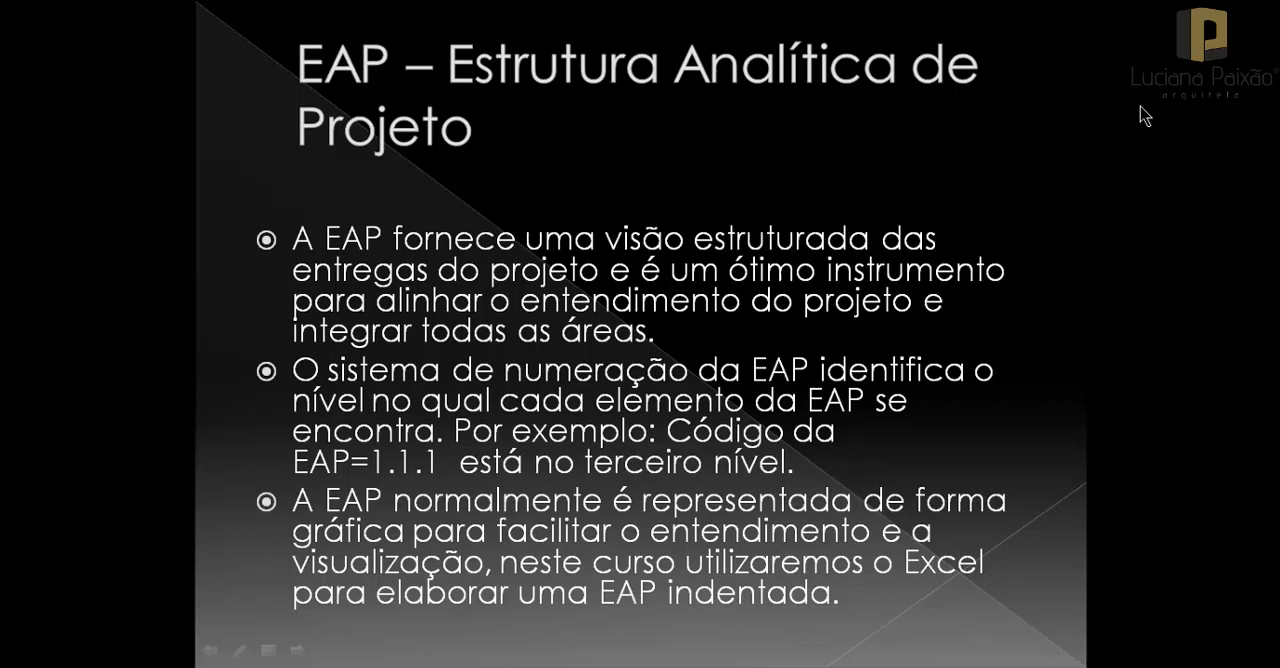 Luciana Paixão
arquiteta
EAP – Estrutura Analítica de
Projeto
A EAP fornece uma visão estruturada das
entregas do projeto e é um ótimo instrumento
para alinhar o entendimento do projeto e
integrar todas as áreas.
O sistema de numeração da EAP identifica o
nível no qual cada elemento da EAP se
encontra. Por exemplo: Código da
EAP=1.1.1 está no terceiro nível.
A EAP normalmente é representada de forma
gráfica para facilitar o entendimento e a
visualização, neste curso utilizaremos o Excel
para elaborar uma EAP indentada.